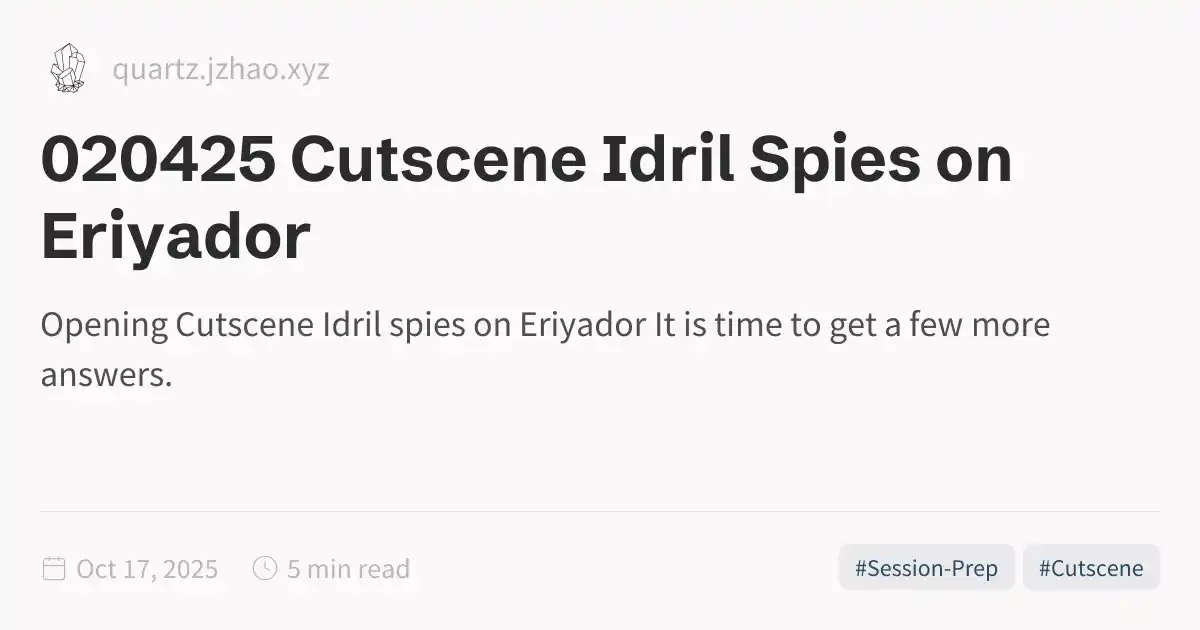 quartz.jzhao.xyz
020425 Cutscene Idril Spies on
Eriyador
Opening Cutscene Idril spies on Eriyador It is time to get a few more
answers.
Oct 17, 2025
5 min read
#Session-Prep
#Cutscene